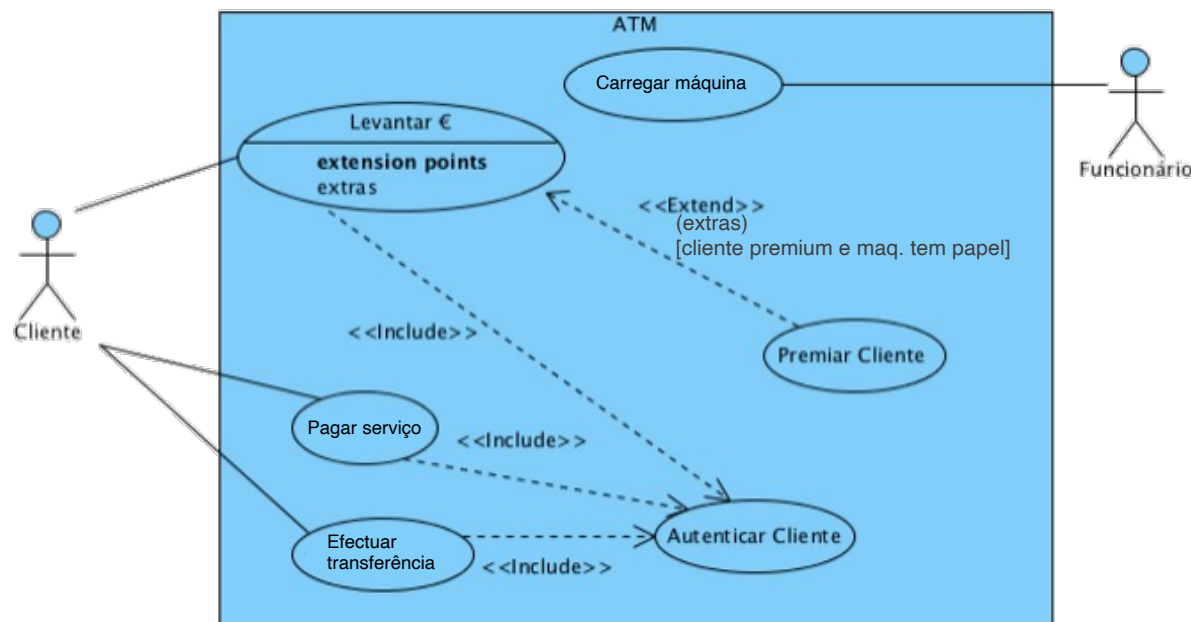 ATM
Carregar máquina
Levantar €
extension points
extras
Funcionário
<<Extend>>
(extras)
[cliente premium e maq. tem papel]
Cliente
<<Include>>
Premiar Cliente
Pagar serviço
<<Include>>
Autenticar Cliente
Efectuar
transferência
<<Include>>